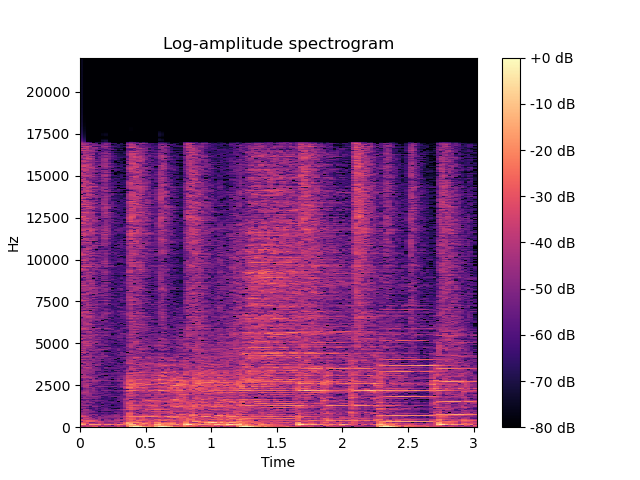 Log-amplitude spectrogram
20000
17500
15000
12500
10000
7500
5000
2500
0
Hz
0
0.5
1
1.5
2
2.5
3
Time
+0 dB
-10 dB
-20 dB
-30 dB
-40 dB
-50 dB
-60 dB
-70 dB
-80 dB